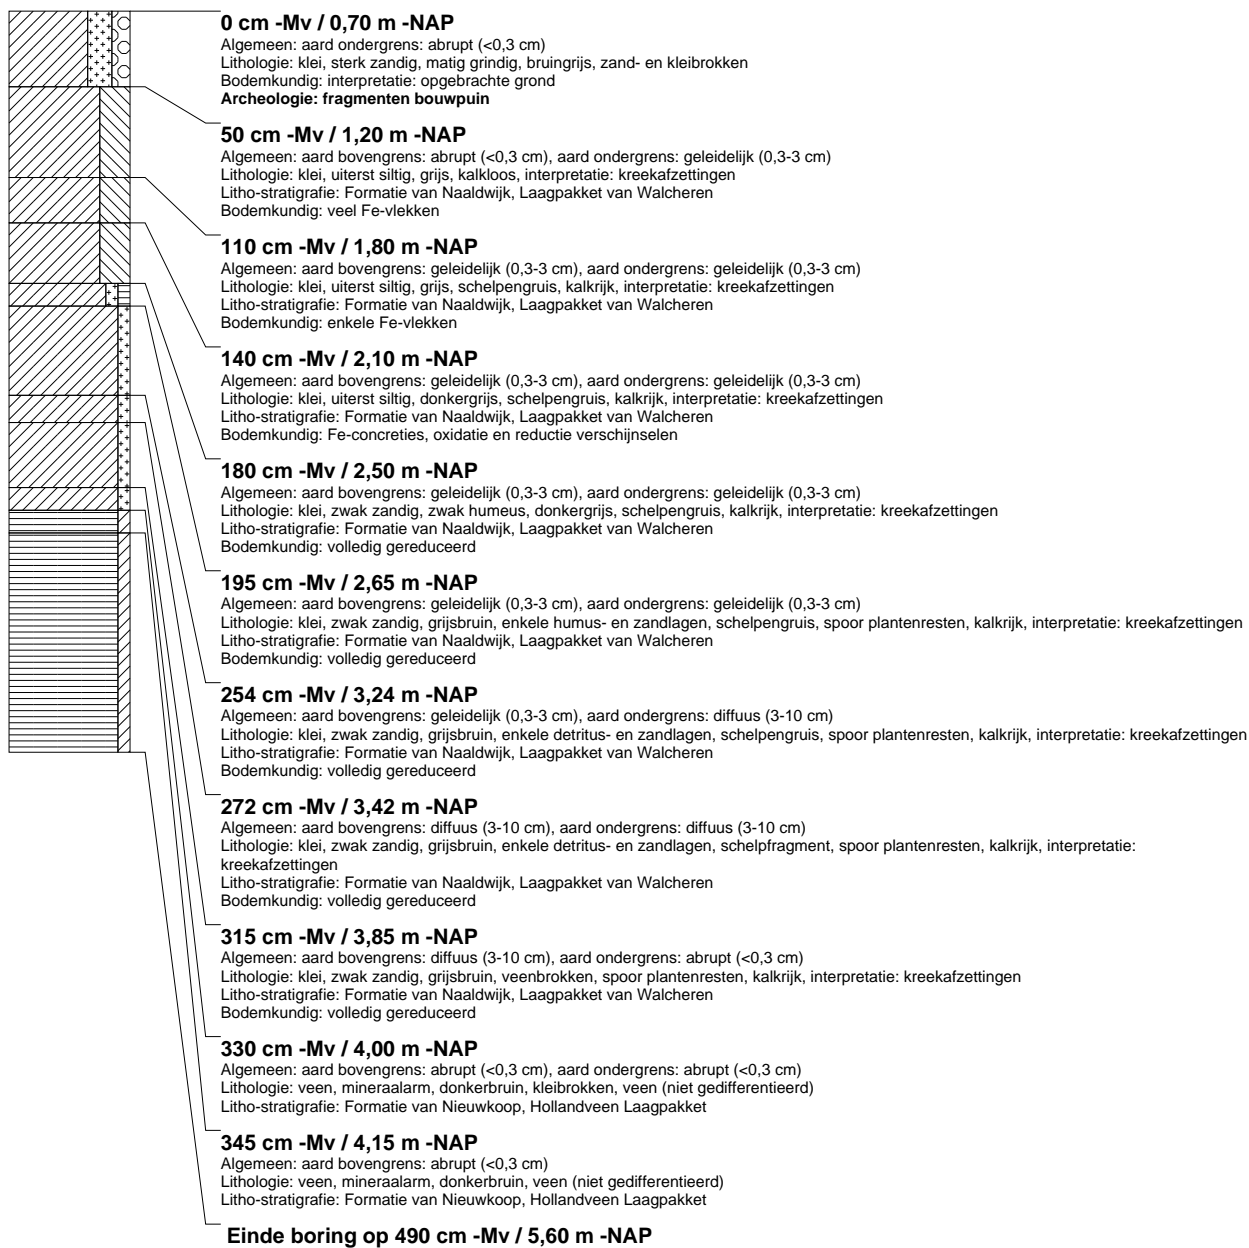 0 cm -Mv / 0,70 m -NAP
Algemeen: aard ondergrens: abrupt (<0,3 cm)
Lithologie: klei, sterk zandig, matig grindig, bruingrijs, zand- en kleibrokken
Bodemkundig: interpretatie: opgebrachte grond
Archeologie: fragmenten bouwpuin
50 cm -Mv / 1,20 m -NAP
Algemeen: aard bovengrens: abrupt (<0,3 cm), aard ondergrens: geleidelijk (0,3-3 cm)
Lithologie: klei, uiterst siltig, grijs, kalkloos, interpretatie: kreekafzettingen
Litho-stratigrafie: Formatie van Naaldwijk, Laagpakket van Walcheren
Bodemkundig: veel Fe-vlekken
110 cm -Mv / 1,80 m -NAP
Algemeen: aard bovengrens: geleidelijk (0,3-3 cm), aard ondergrens: geleidelijk (0,3-3 cm)
Lithologie: klei, uiterst siltig, grijs, schelpengruis, kalkrijk, interpretatie: kreekafzettingen
Litho-stratigrafie: Formatie van Naaldwijk, Laagpakket van Walcheren
Bodemkundig: enkele Fe-vlekken
140 cm -Mv / 2,10 m -NAP
Algemeen: aard bovengrens: geleidelijk (0,3-3 cm), aard ondergrens: geleidelijk (0,3-3 cm)
Lithologie: klei, uiterst siltig, donkergrijs, schelpengruis, kalkrijk, interpretatie: kreekafzettingen
Litho-stratigrafie: Formatie van Naaldwijk, Laagpakket van Walcheren
Bodemkundig: Fe-concreties, oxidatie en reductie verschijnselen
180 cm -Mv / 2,50 m -NAP
Algemeen: aard bovengrens: geleidelijk (0,3-3 cm), aard ondergrens: geleidelijk (0,3-3 cm)
Lithologie: klei, zwak zandig, zwak humeus, donkergrijs, schelpengruis, kalkrijk, interpretatie: kreekafzettingen
Litho-stratigrafie: Formatie van Naaldwijk, Laagpakket van Walcheren
Bodemkundig: volledig gereduceerd
195 cm -Mv / 2,65 m -NAP
Algemeen: aard bovengrens: geleidelijk (0,3-3 cm), aard ondergrens: geleidelijk (0,3-3 cm)
Lithologie: klei, zwak zandig, grijsbruin, enkele humus- en zandlagen, schelpengruis, spoor plantenresten, kalkrijk, interpretatie: kreekafzettingen
Litho-stratigrafie: Formatie van Naaldwijk, Laagpakket van Walcheren
Bodemkundig: volledig gereduceerd
254 cm -Mv / 3,24 m -NAP
Algemeen: aard bovengrens: geleidelijk (0,3-3 cm), aard ondergrens: diffuus (3-10 cm)
Lithologie: klei, zwak zandig, grijsbruin, enkele detritus- en zandlagen, schelpengruis, spoor plantenresten, kalkrijk, interpretatie: kreekafzettingen
Litho-stratigrafie: Formatie van Naaldwijk, Laagpakket van Walcheren
Bodemkundig: volledig gereduceerd
272 cm -Mv / 3,42 m -NAP
Algemeen: aard bovengrens: diffuus (3-10 cm), aard ondergrens: diffuus (3-10 cm)
Lithologie: klei, zwak zandig, grijsbruin, enkele detritus- en zandlagen, schelpfragment, spoor plantenresten, kalkrijk, interpretatie:
kreekafzettingen
Litho-stratigrafie: Formatie van Naaldwijk, Laagpakket van Walcheren
Bodemkundig: volledig gereduceerd
315 cm -Mv / 3,85 m -NAP
Algemeen: aard bovengrens: diffuus (3-10 cm), aard ondergrens: abrupt (<0,3 cm)
Lithologie: klei, zwak zandig, grijsbruin, veenbrokken, spoor plantenresten, kalkrijk, interpretatie: kreekafzettingen
Litho-stratigrafie: Formatie van Naaldwijk, Laagpakket van Walcheren
Bodemkundig: volledig gereduceerd
330 cm -Mv / 4,00 m -NAP
Algemeen: aard bovengrens: abrupt (<0,3 cm), aard ondergrens: abrupt (<0,3 cm)
Lithologie: veen, mineraalarm, donkerbruin, kleibrokken, veen (niet gedifferentieerd)
Litho-stratigrafie: Formatie van Nieuwkoop, Hollandveen Laagpakket
345 cm -Mv / 4,15 m -NAP
Algemeen: aard bovengrens: abrupt (<0,3 cm)
Lithologie: veen, mineraalarm, donkerbruin, veen (niet gedifferentieerd)
Litho-stratigrafie: Formatie van Nieuwkoop, Hollandveen Laagpakket
Einde boring op 490 cm -Mv / 5,60 m -NAP